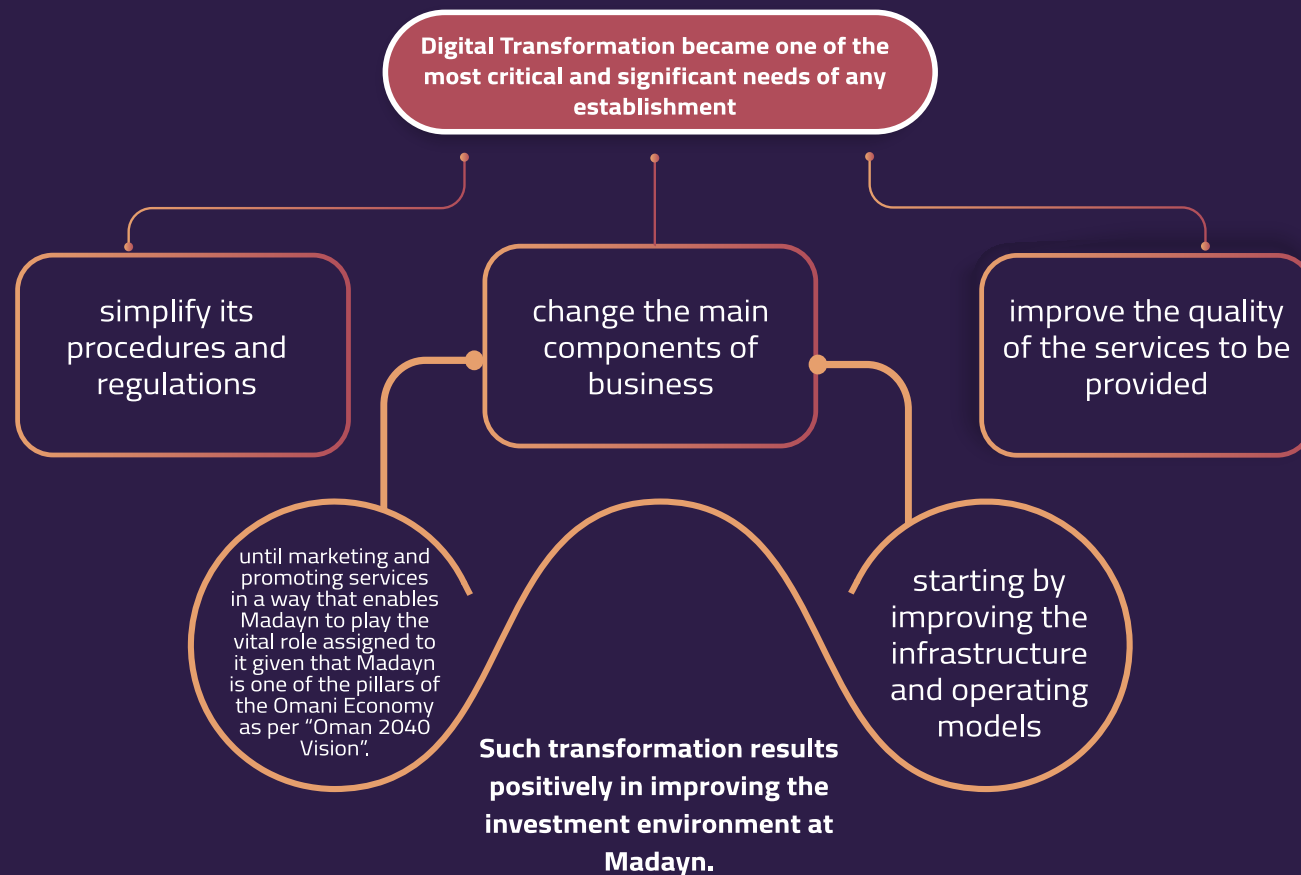 Digital Transformation became one of the
most critical and significant needs of any
establishment
simplify its
procedures and
regulations
change the main
components of
business
improve the quality
of the services to be
provided
until marketing and
promoting services
in a way that enables
Madayn to play the
vital role assigned to
it given that Madayn
is one of the pillars of
the Omani Economy
as per “Oman 2040
Vision”.
starting by
improving the
infrastructure
and operating
models
Such transformation results
positively in improving the
investment environment at
Madayn.